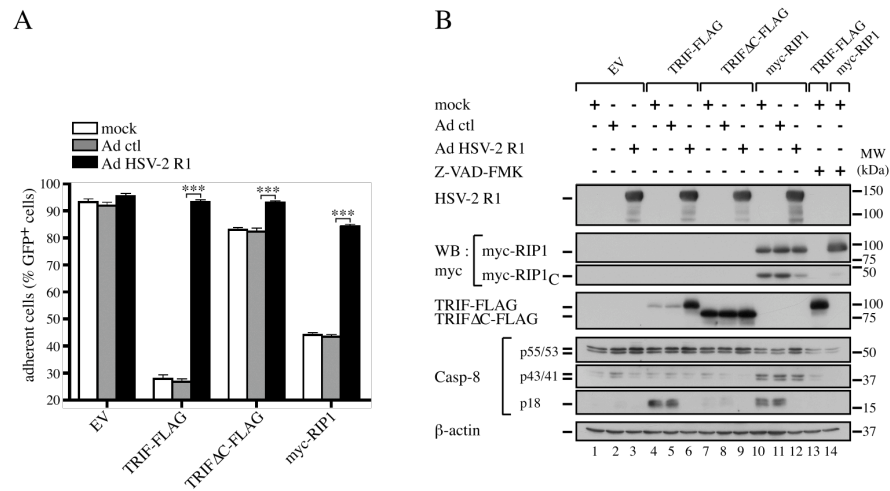 A
mock
Ad ctl
Ad HSV-2 R1
adherent cells (% GFP+ cells)
100
90
80
70
60
50
40
30
20
***
***
***
EV
TRIF-FLAG
TRIFΔC-FLAG
myc-RIP1
B
EV
TRIF-FLAG
TRIFΔC-FLAG
myc-RIP1
TRIF-FLAG
myc-RIP1
mock + - - + - - + - - + - - + +
Ad ctl - + - - + - - + - - + - - -
Ad HSV-2 R1 - - + - - + - - + - - + - -
Z-VAD-FMK - - - - - - - - - - - - + +
MW
(kDa)
HSV-2 R1
150
100
WB :
myc
myc-RIP1
100
75
myc-RIP1C
50
TRIF-FLAG
100
TRIFΔC-FLAG
75
Casp-8
p55/53
50
p43/41
37
p18
15
β-actin
37
1 2 3 4 5 6 7 8 9 10 11 12 13 14